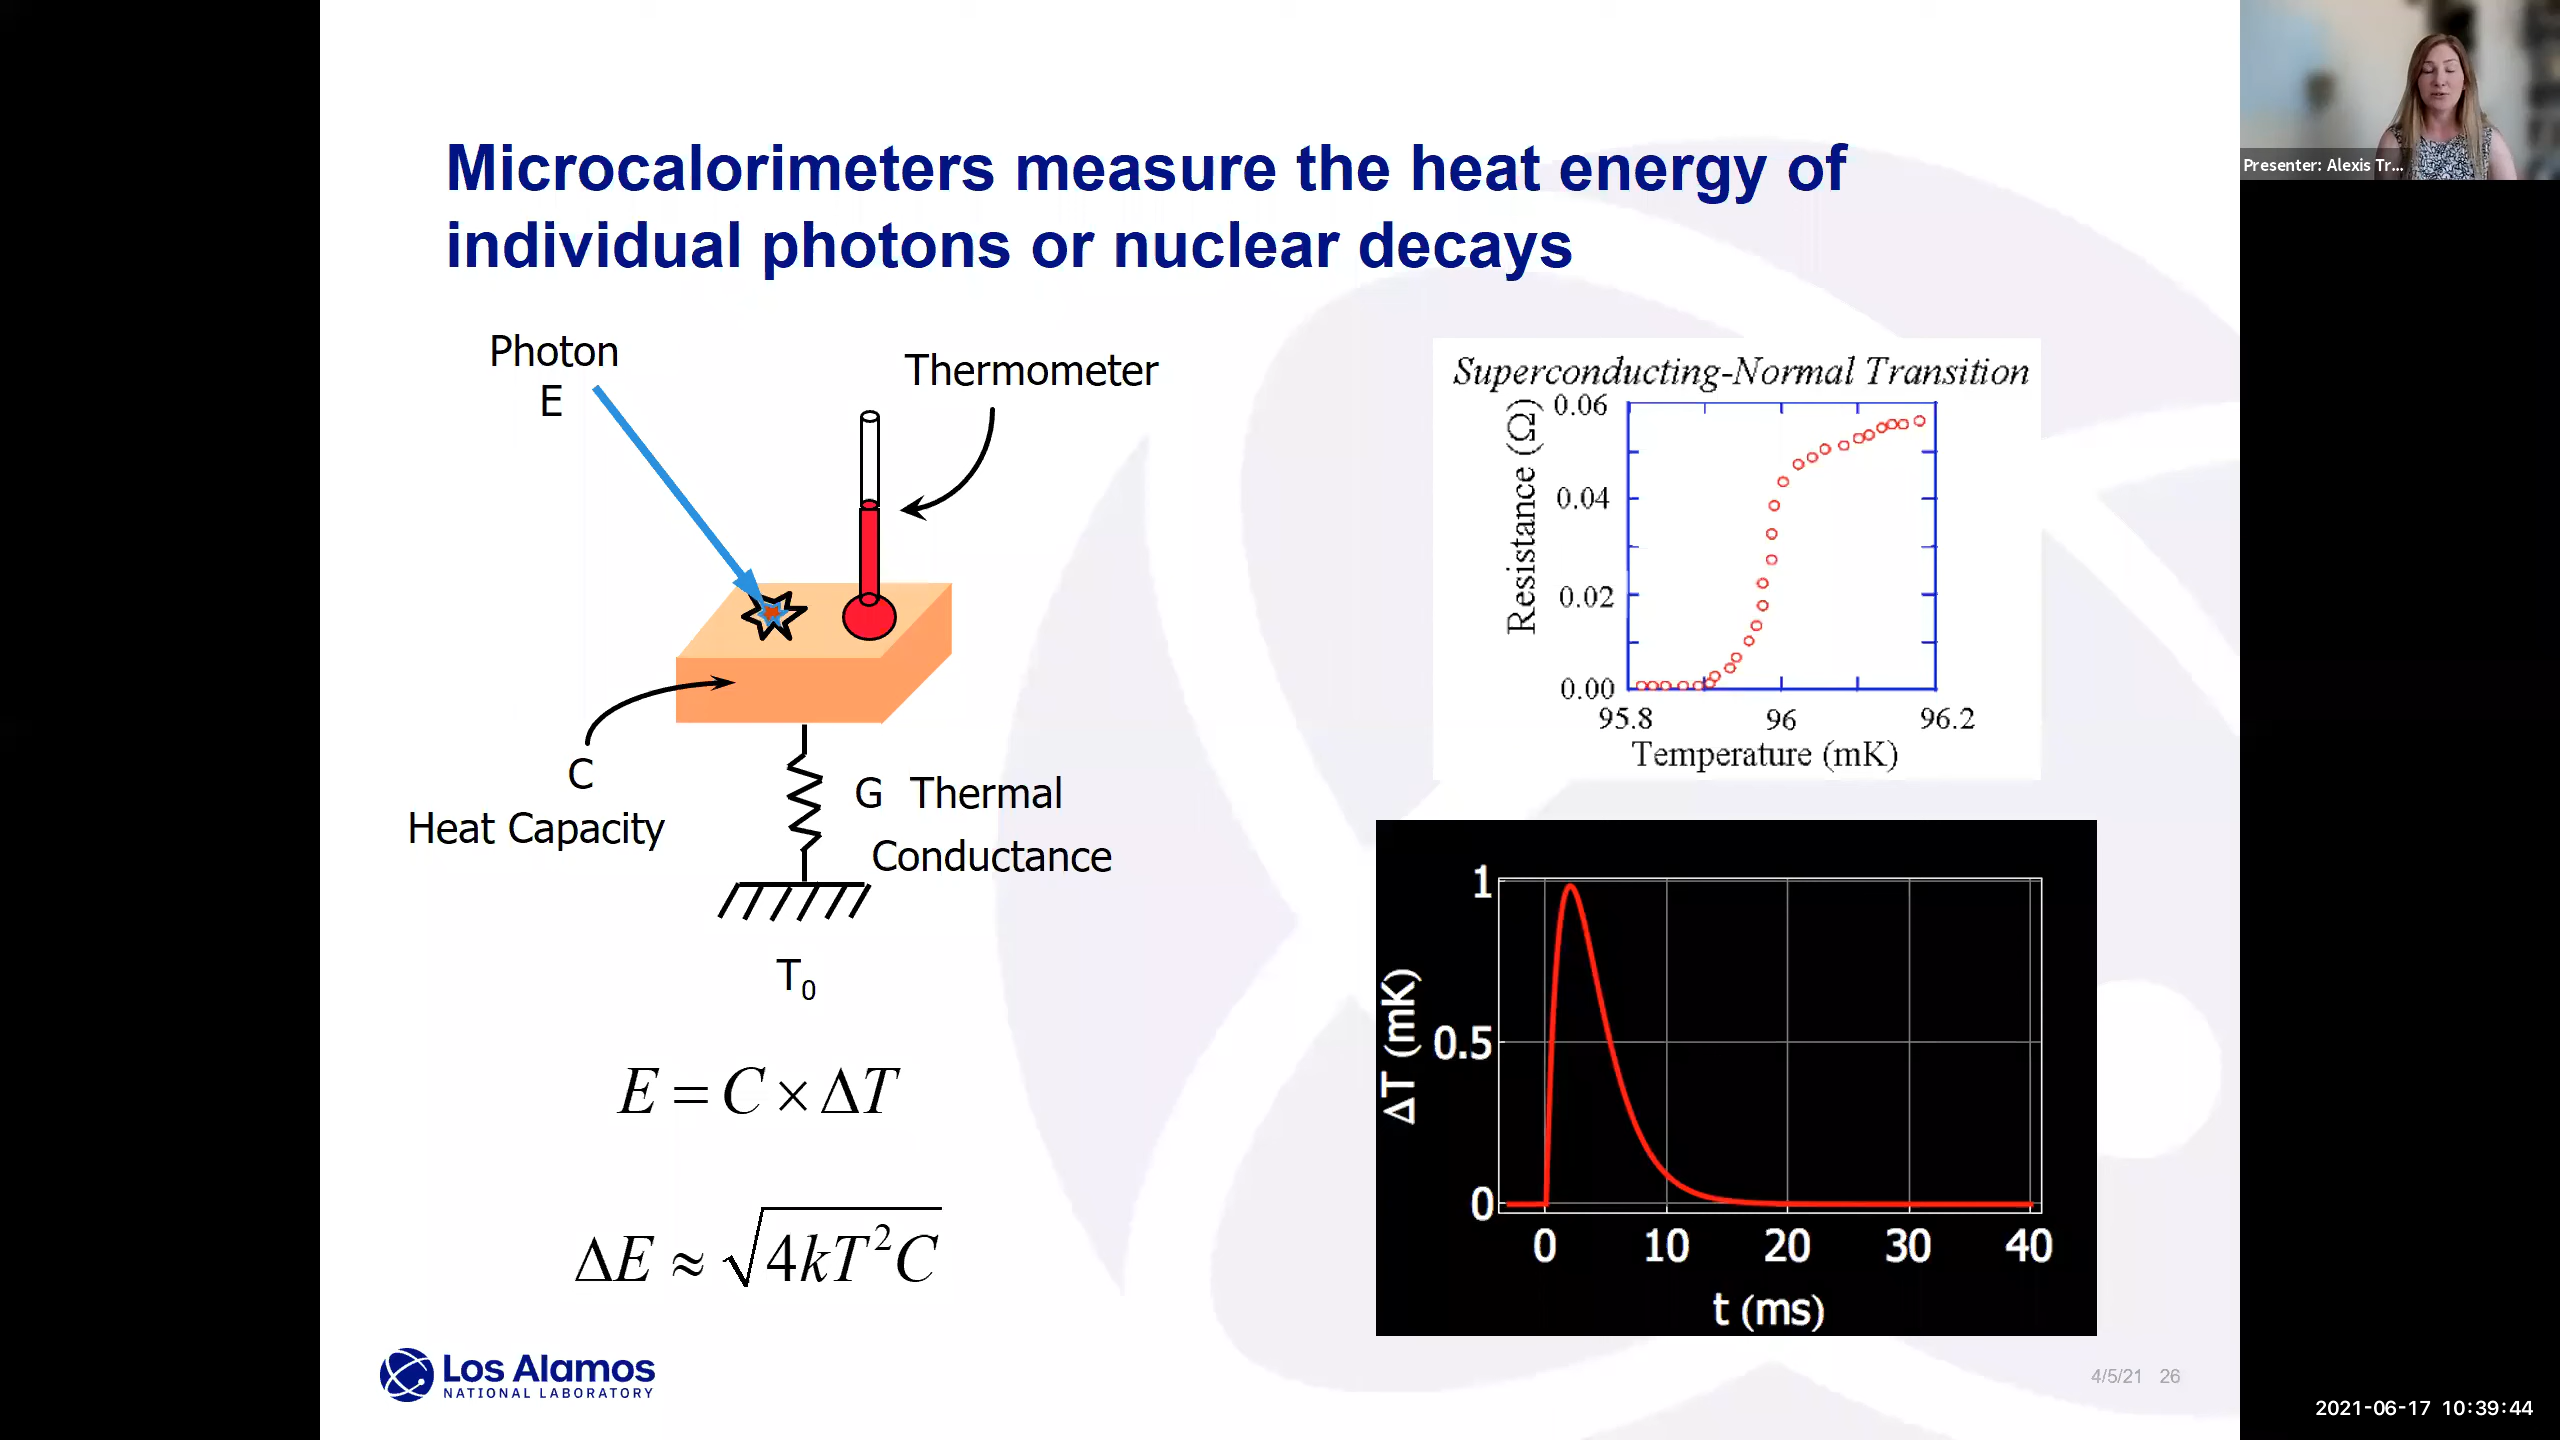 Microcalorimeters measure the heat energy of
individual photons or nuclear decays
Photon
E
Thermometer
C
Heat Capacity
G Thermal
Conductance
T₀
E = C × ΔT
ΔE ≈ √4kT²C
Superconducting-Normal Transition
Resistance (Ω)
0.06
0.04
0.02
0.00
95.8 96 96.2
Temperature (mK)
ΔT (mK)
1
0.5
0
0 10 20 30 40
t (ms)
Los Alamos
NATIONAL LABORATORY
4/5/21 26
Presenter: Alexis Tr...
2021-06-17 10:39:44